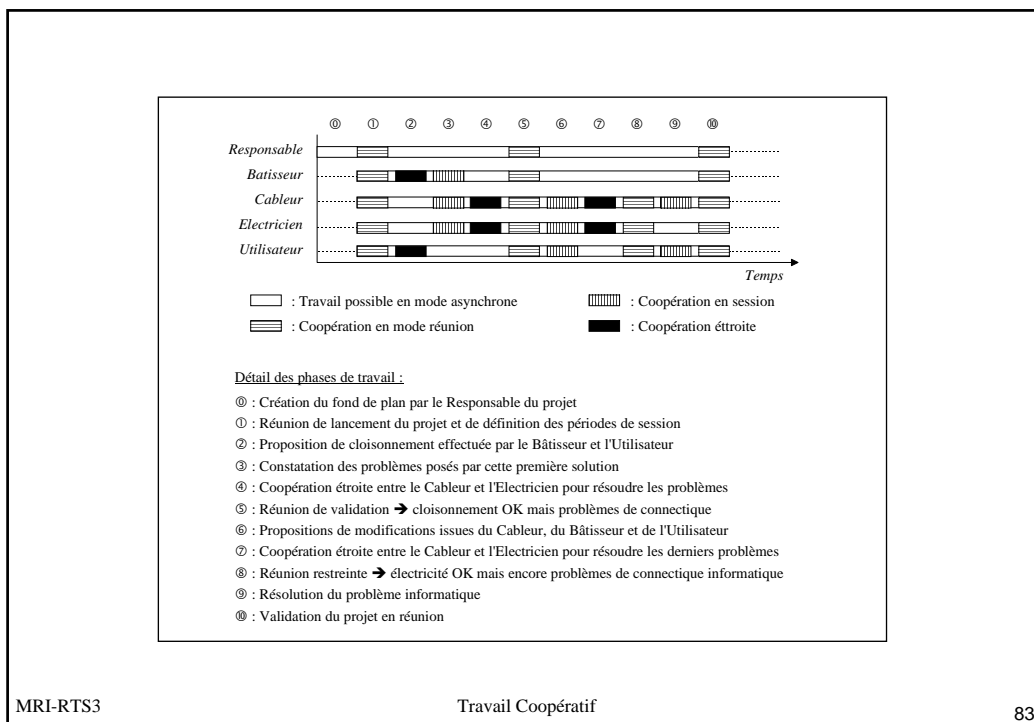 ⓪ ① ② ③ ④ ⑤ ⑥ ⑦ ⑧ ⑨ ⑩
Responsable
Batisseur
Cableur
Electricien
Utilisateur
Temps
: Travail possible en mode asynchrone
: Coopération en session
: Coopération en mode réunion
: Coopération éttroite
Détail des phases de travail :
⓪ : Création du fond de plan par le Responsable du projet
① : Réunion de lancement du projet et de définition des périodes de session
② : Proposition de cloisonnement effectuée par le Bâtisseur et l'Utilisateur
③ : Constatation des problèmes posés par cette première solution
④ : Coopération étroite entre le Cableur et l'Electricien pour résoudre les problèmes
⑤ : Réunion de validation ➔ cloisonnement OK mais problèmes de connectique
⑥ : Propositions de modifications issues du Cableur, du Bâtisseur et de l'Utilisateur
⑦ : Coopération étroite entre le Cableur et l'Electricien pour résoudre les derniers problèmes
⑧ : Réunion restreinte ➔ électricité OK mais encore problèmes de connectique informatique
⑨ : Résolution du problème informatique
⑩ : Validation du projet en réunion
MRI-RTS3
Travail Coopératif
83